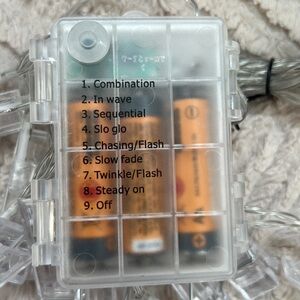 1. Combination
2. In wave
3. Sequential
4. Slo glo
5. Chasing/Flash
6. Slow fade
7. Twinkle/Flash
8. Steady on
9. Off